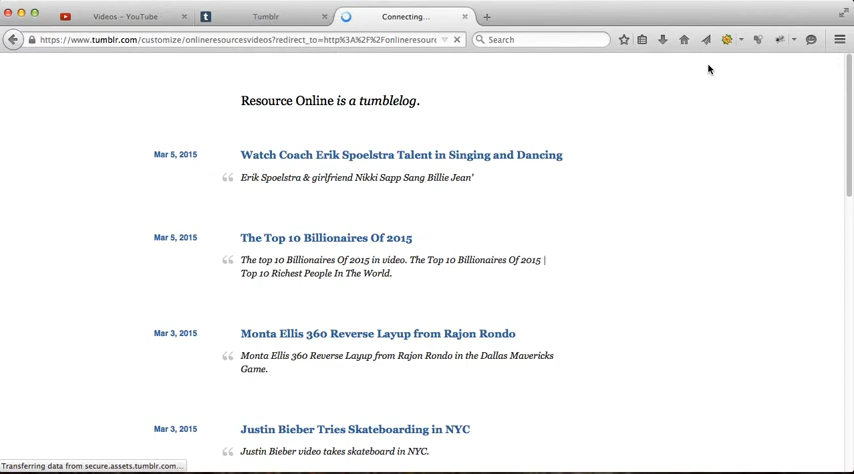 Videos – YouTube
Tumblr
Connecting...
https://www.tumblr.com/customize/onlineresourcesvideos?redirect_to=http%3A%2F%2Fonlineresourc
Search
Resource Online is a tumblelog.
Mar 5, 2015
Watch Coach Erik Spoelstra Talent in Singing and Dancing
Erik Spoelstra & girlfriend Nikki Sapp Sang Billie Jean'
Mar 5, 2015
The Top 10 Billionaires Of 2015
The top 10 Billionaires Of 2015 in video. The Top 10 Billionaires Of 2015 |
Top 10 Richest People In The World.
Mar 3, 2015
Monta Ellis 360 Reverse Layup from Rajon Rondo
Monta Ellis 360 Reverse Layup from Rajon Rondo in the Dallas Mavericks
Game.
Mar 3, 2015
Justin Bieber Tries Skateboarding in NYC
Justin Bieber video takes skateboard in NYC.
Transferring data from secure.assets.tumblr.com...